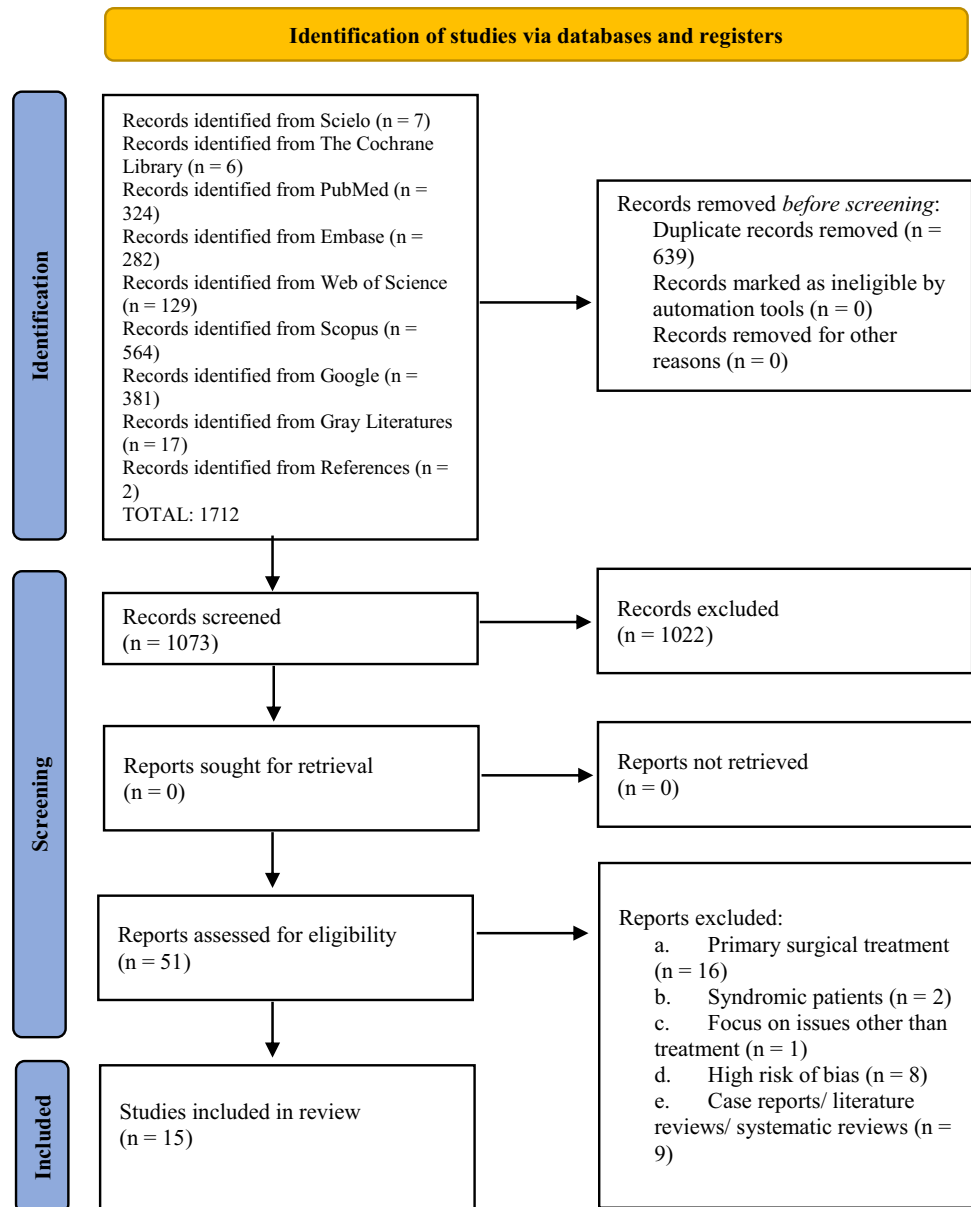 Identification of studies via databases and registers
Identification
Records identified from Scielo (n = 7)
Records identified from The Cochrane
Library (n = 6)
Records identified from PubMed (n =
324)
Records identified from Embase (n =
282)
Records identified from Web of Science
(n = 129)
Records identified from Scopus (n =
564)
Records identified from Google (n =
381)
Records identified from Gray Literatures
(n = 17)
Records identified from References (n =
2)
TOTAL: 1712
Records removed before screening:
Duplicate records removed (n =
639)
Records marked as ineligible by
automation tools (n = 0)
Records removed for other
reasons (n = 0)
Screening
Records screened
(n = 1073)
Records excluded
(n = 1022)
Reports sought for retrieval
(n = 0)
Reports not retrieved
(n = 0)
Reports assessed for eligibility
(n = 51)
Reports excluded:
a. Primary surgical treatment
(n = 16)
b. Syndromic patients (n = 2)
c. Focus on issues other than
treatment (n = 1)
d. High risk of bias (n = 8)
e. Case reports/ literature
reviews/ systematic reviews (n =
9)
Included
Studies included in review
(n = 15)